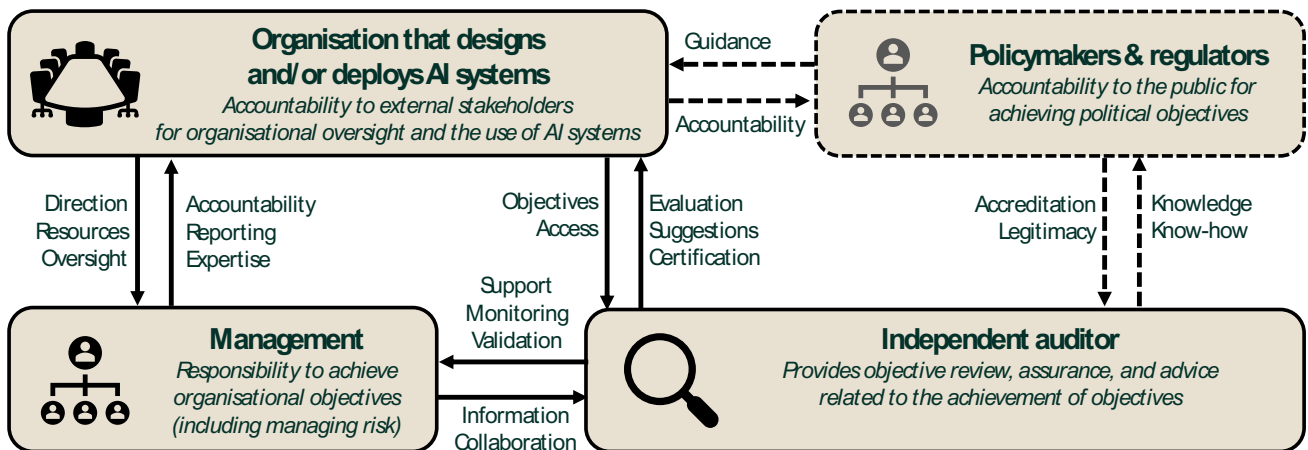 Organisation that designs
and/or deploys AI systems
Accountability to external stakeholders
for organisational oversight and the use of AI systems
Guidance
Accountability
Policymakers & regulators
Accountability to the public for
achieving political objectives
Direction
Resources
Oversight
Accountability
Reporting
Expertise
Objectives
Access
Evaluation
Suggestions
Certification
Accreditation
Legitimacy
Knowledge
Know-how
Support
Monitoring
Validation
Information
Collaboration
Management
Responsibility to achieve
organisational objectives
(including managing risk)
Independent auditor
Provides objective review, assurance, and advice
related to the achievement of objectives